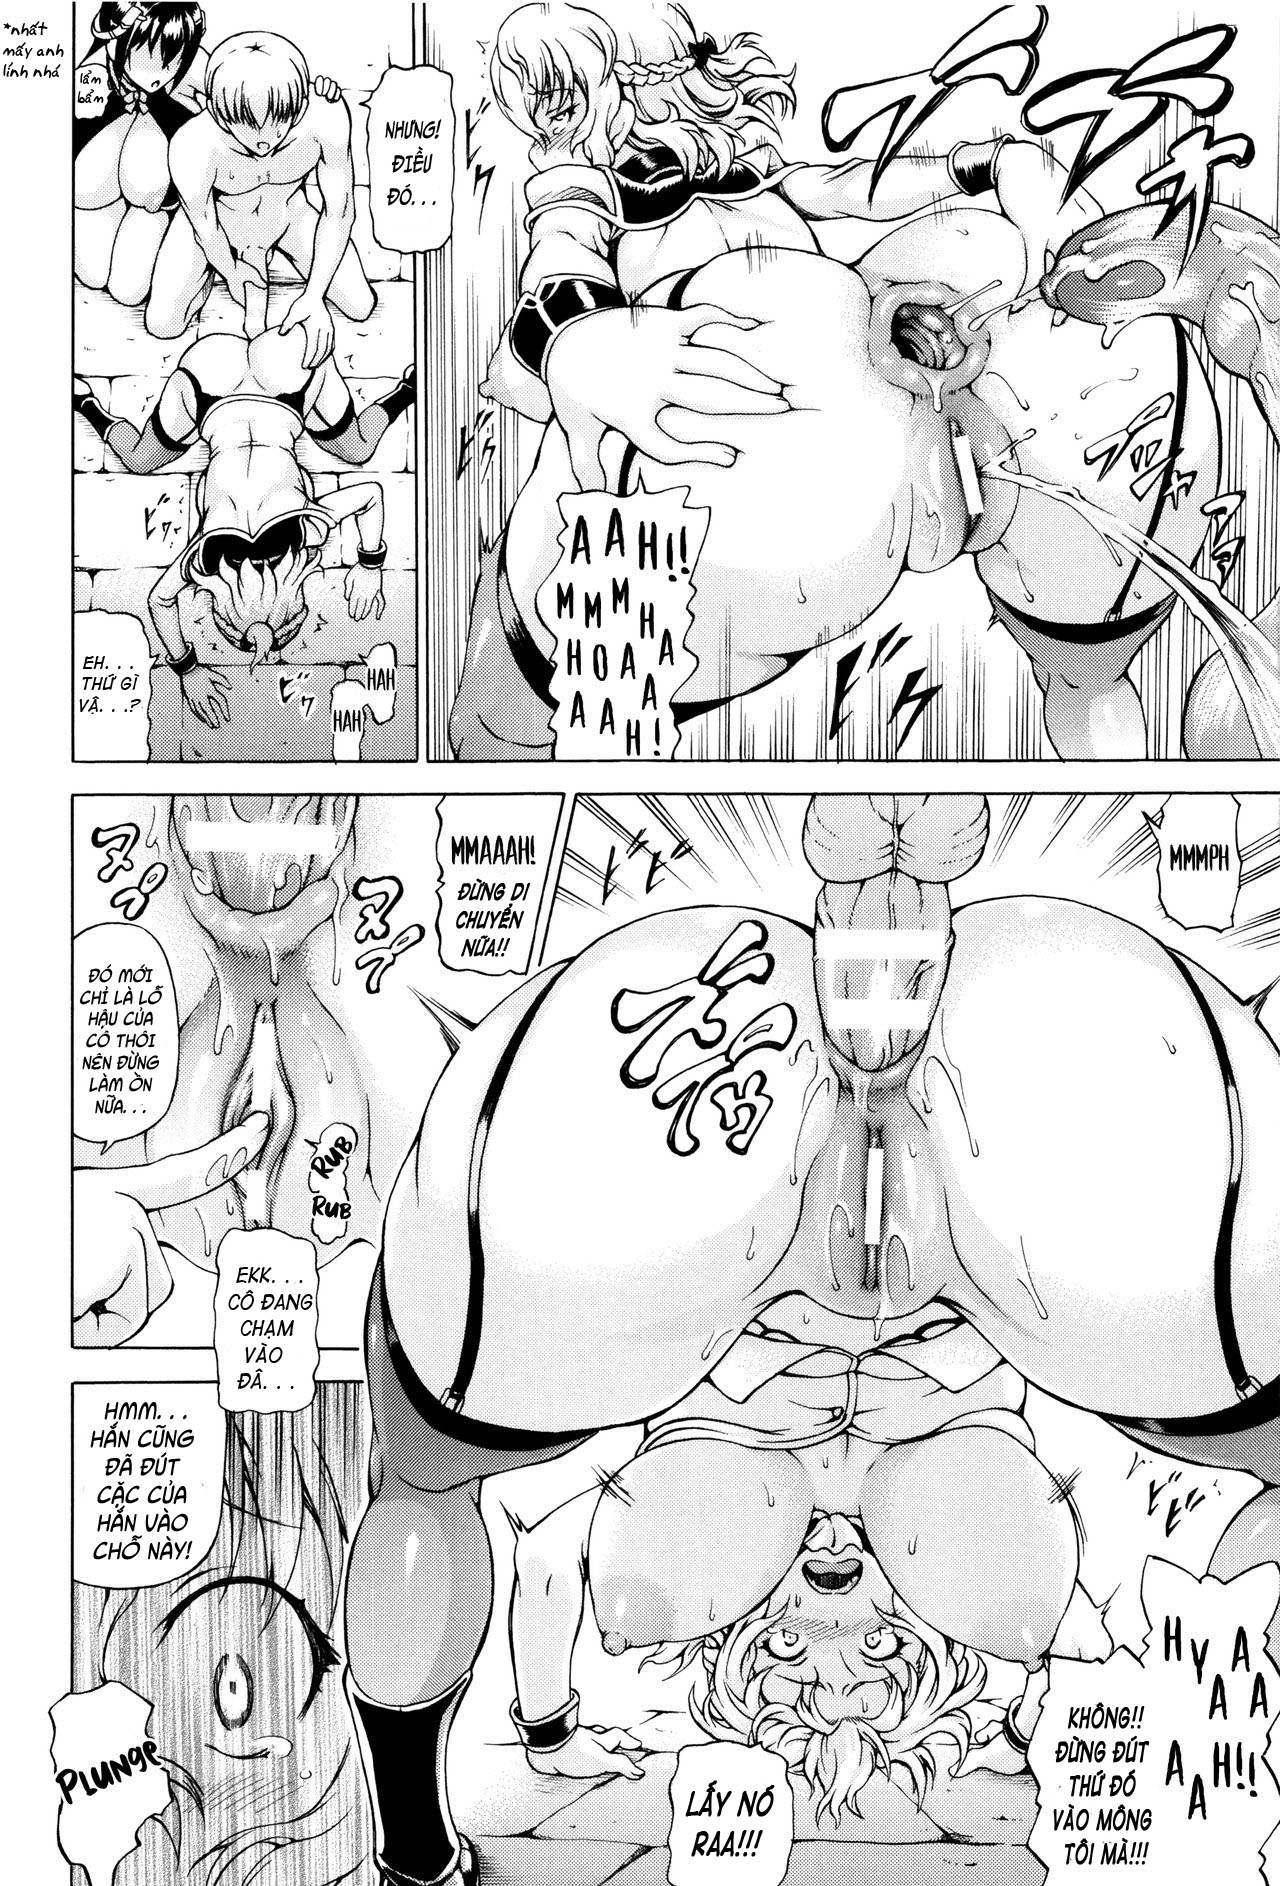 AAH!!
MMMHA
HOAAA
AAAH!
NHƯNG!
ĐIỀU
ĐÓ...
*nhất
mấy anh
lính nhá
lẩm
bẩm
EH...
THỨ GÌ
VẬ...?
HAH
HAH
MMMPH
MMAAAH!
ĐỪNG DI
CHUYỂN
NỮA!!
ĐÓ MỚI
CHỈ LÀ LỖ
HẬU CỦA
CÔ THÔI
NÊN ĐỪNG
LÀM ỒN
NỮA...
RUB
RUB
EKK...
CÔ ĐANG
CHẠM
VÀO
ĐÂ...
HMM...
HẮN CŨNG
ĐÃ ĐÚT
CẶC CỦA
HẮN VÀO
CHỖ NÀY!
PLUNGE
HYAAAAAAH!!
KHÔNG!!
ĐỪNG ĐÚT
THỨ ĐÓ
VÀO MÔNG
TÔI MÀ!!!
LẤY NÓ
RAA!!!